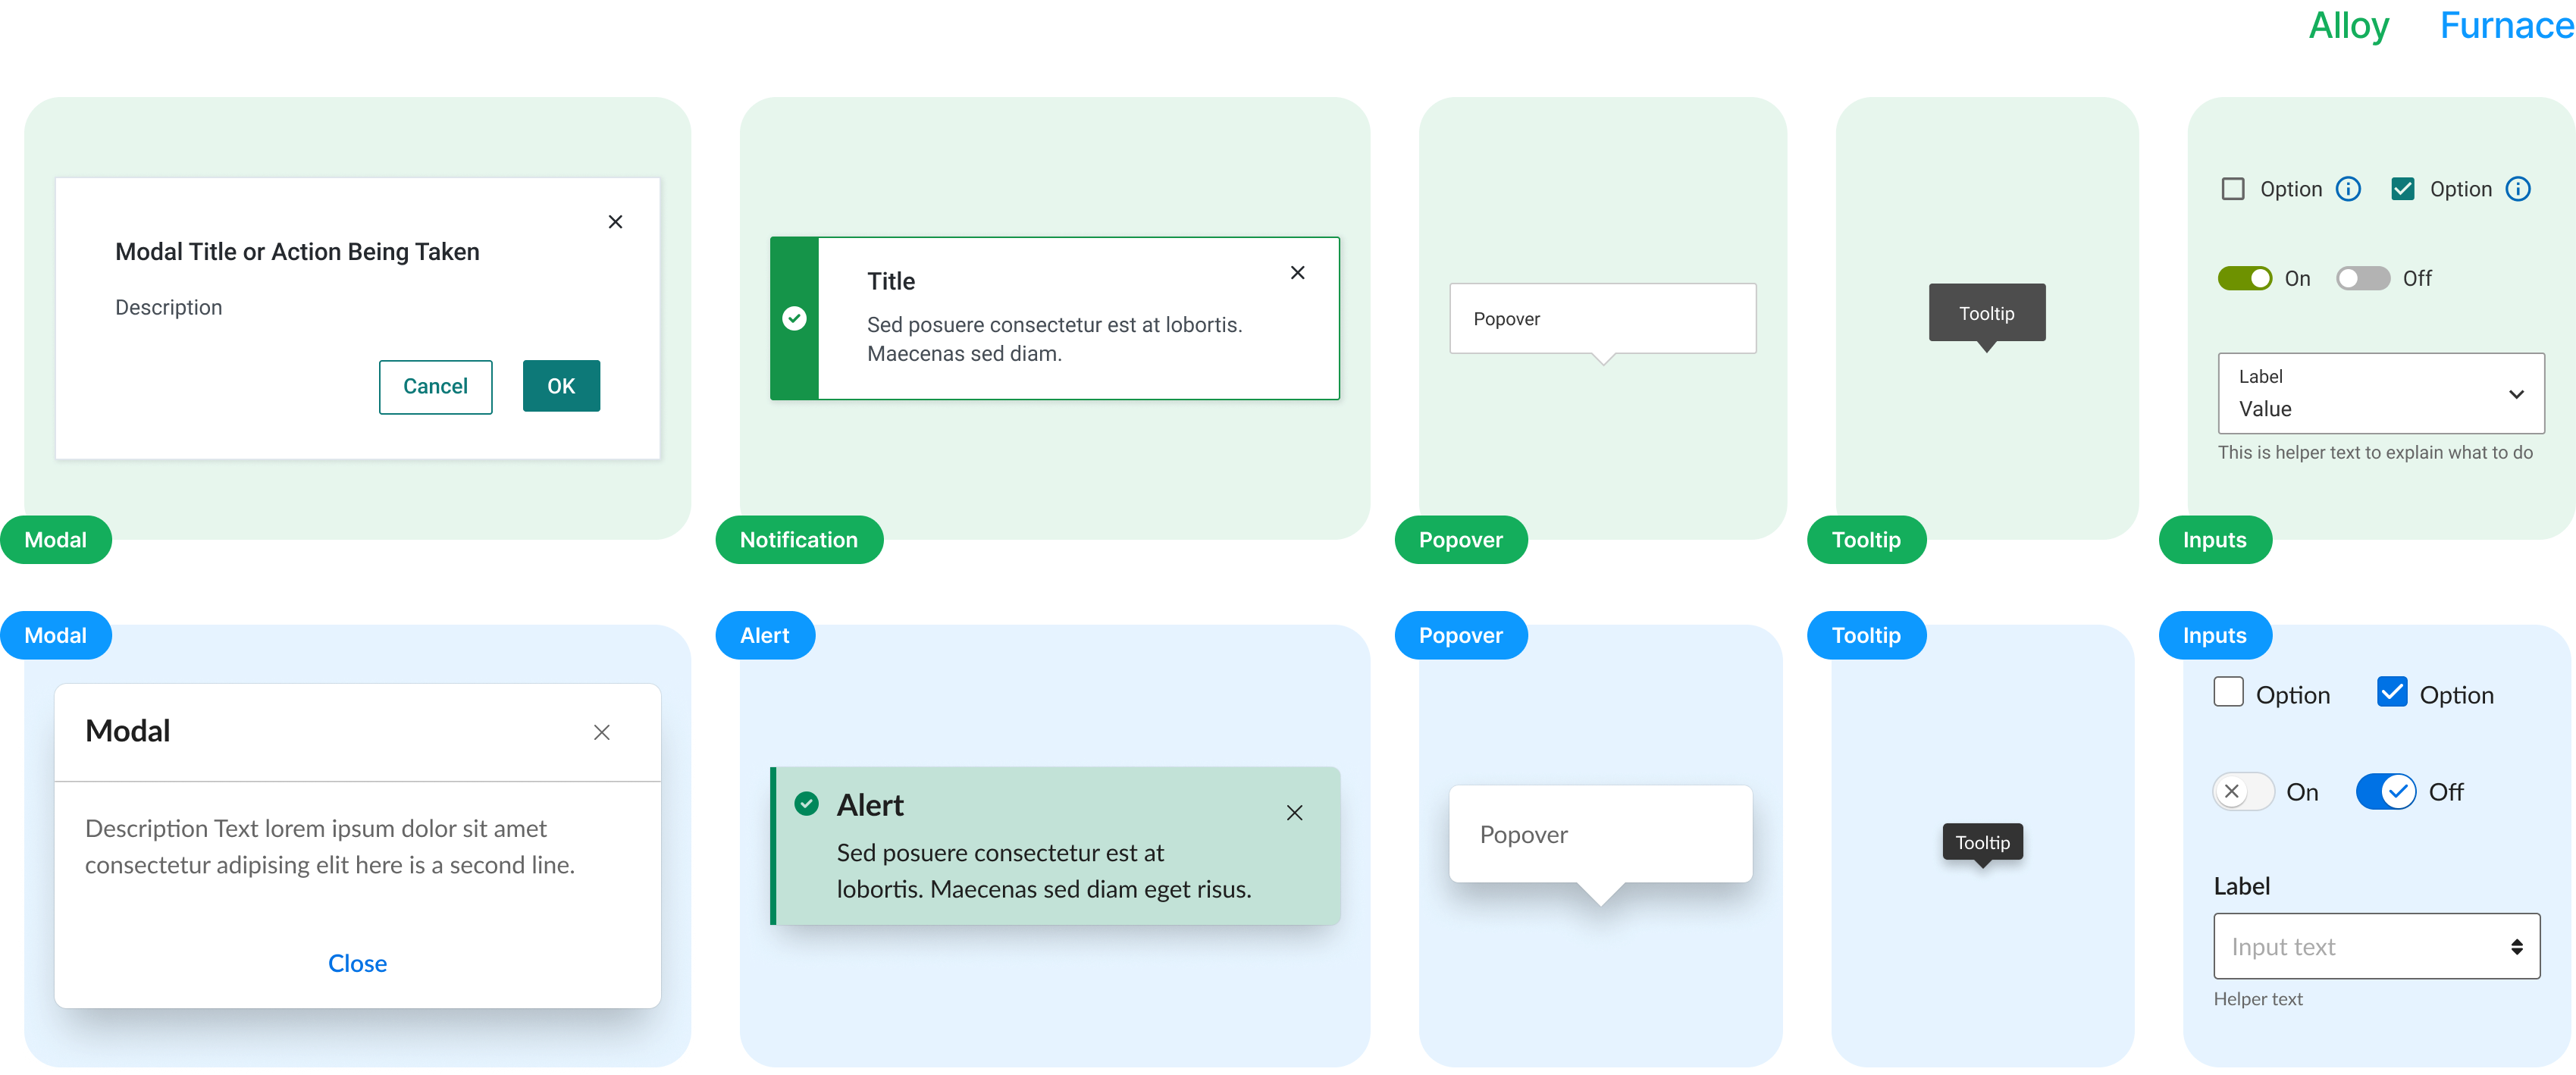 Alloy
Furnace
Modal Title or Action Being Taken
Description
Cancel
OK
Modal
Title
Sed posuere consectetur est at lobortis.
Maecenas sed diam.
Notification
Popover
Popover
Tooltip
Tooltip
Option
Option
On
Off
Label
Value
This is helper text to explain what to do
Inputs
Modal
Modal
Description Text lorem ipsum dolor sit amet
consectetur adipising elit here is a second line.
Close
Alert
Alert
Sed posuere consectetur est at
lobortis. Maecenas sed diam eget risus.
Popover
Popover
Tooltip
Tooltip
Inputs
Option
Option
On
Off
Label
Input text
Helper text